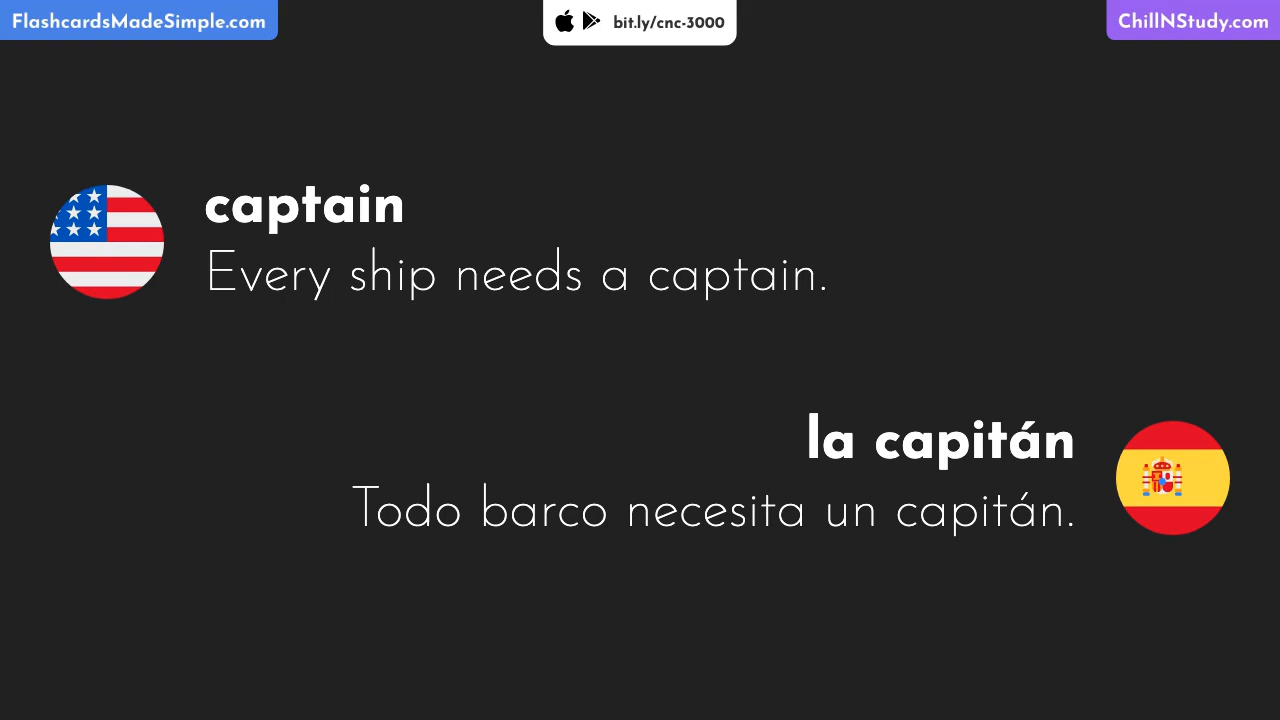 FlashcardsMadeSimple.com
bit.ly/cnc-3000
ChillNStudy.com
captain
Every ship needs a captain.
la capitán
Todo barco necesita un capitán.